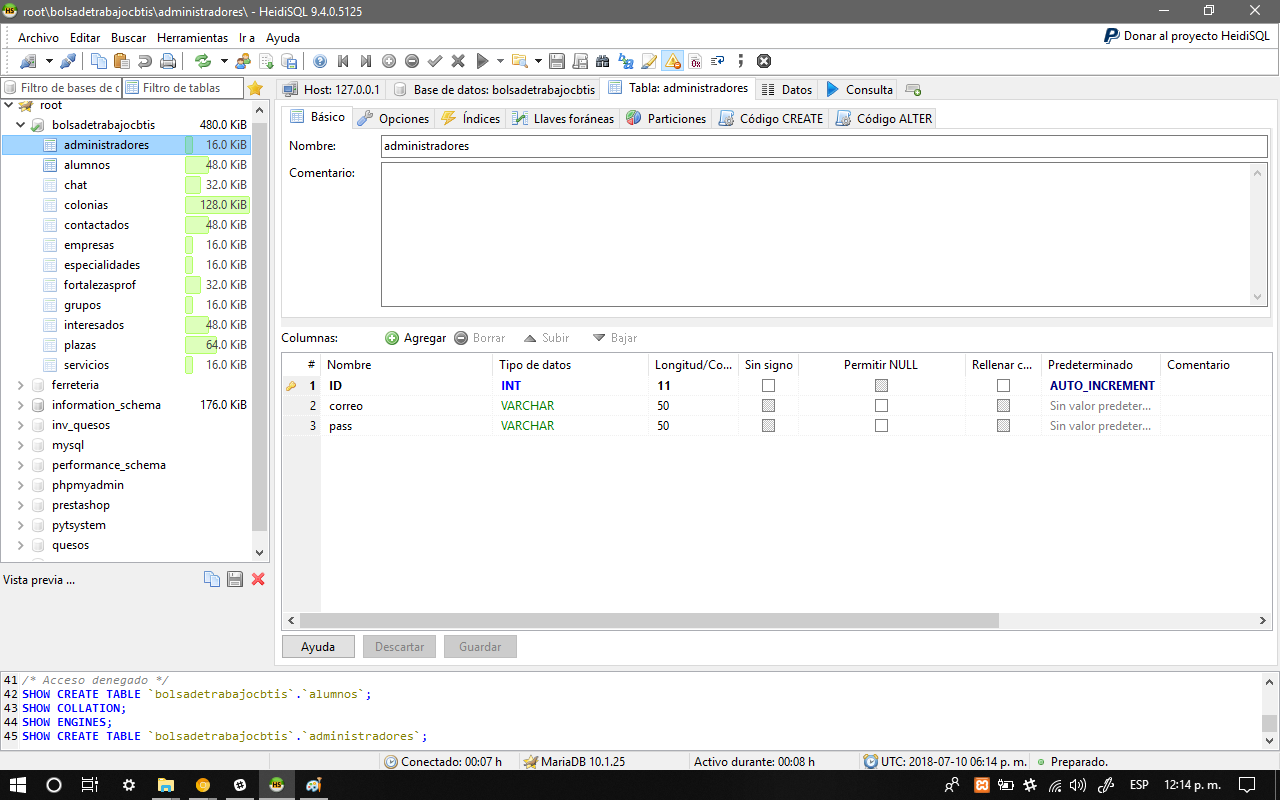 root\bolsadetrabajocbtis\administradores\ - HeidiSQL 9.4.0.5125
Archivo Editar Buscar Herramientas Ir a Ayuda
Donar al proyecto HeidiSQL
Filtro de bases de d Filtro de tablas
Host: 127.0.0.1 Base de datos: bolsadetrabajocbtis Tabla: administradores Datos Consulta
root
bolsadetrabajocbtis 480.0 KiB
administradores 16.0 KiB
alumnos 48.0 KiB
chat 32.0 KiB
colonias 128.0 KiB
contactados 48.0 KiB
empresas 16.0 KiB
especialidades 16.0 KiB
fortalezasprof 32.0 KiB
grupos 16.0 KiB
interesados 48.0 KiB
plazas 64.0 KiB
servicios 16.0 KiB
ferreteria
information_schema 176.0 KiB
inv_quesos
mysql
performance_schema
phpmyadmin
prestashop
pytsystem
quesos
Vista previa ...
Básico Opciones Índices Llaves foráneas Particiones Código CREATE Código ALTER
Nombre: administradores
Comentario:
Columnas: Agregar Borrar Subir Bajar
# Nombre Tipo de datos Longitud/Co... Sin signo Permitir NULL Rellenar c... Predeterminado Comentario
1 ID INT 11 AUTO_INCREMENT
2 correo VARCHAR 50 Sin valor predeter...
3 pass VARCHAR 50 Sin valor predeter...
Ayuda Descartar Guardar
41 /* Acceso denegado */
42 SHOW CREATE TABLE `bolsadetrabajocbtis`.`alumnos`;
43 SHOW COLLATION;
44 SHOW ENGINES;
45 SHOW CREATE TABLE `bolsadetrabajocbtis`.`administradores`;
Conectado: 00:07 h MariaDB 10.1.25 Activo durante: 00:08 h UTC: 2018-07-10 06:14 p. m. Preparado.
ESP 12:14 p. m.